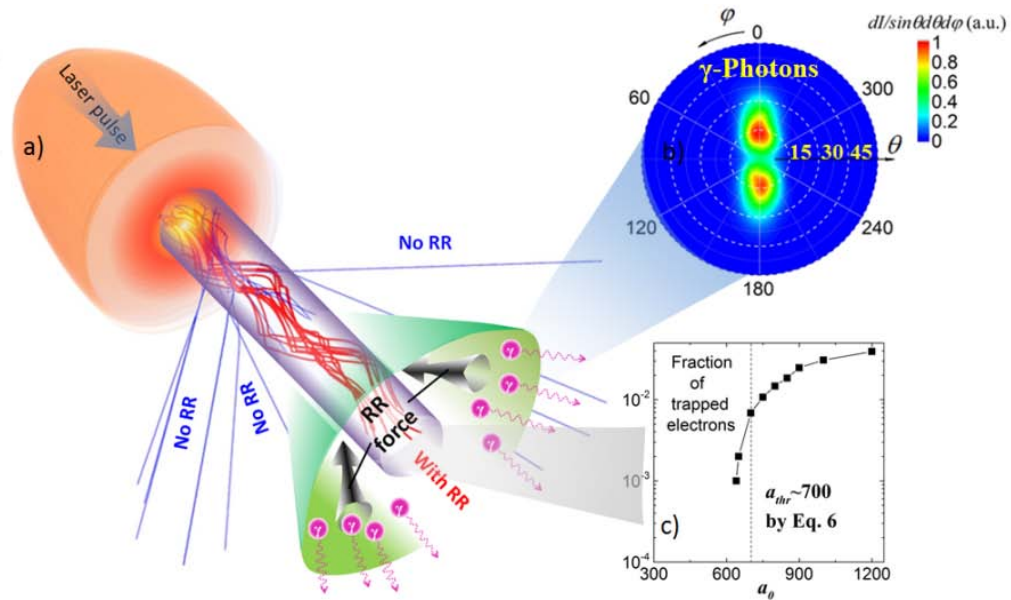 a)
Laser pulse
No RR
No RR
No RR
RR
force
With RR
γ
γ
γ
γ
γ
γ
γ
γ
φ
dI/sinθdθdφ (a.u.)
0
1
0.8
0.6
0.4
0.2
0
γ-Photons
60
300
b)
15 30 45 θ
120
240
180
Fraction
of
trapped
electrons
10⁻²
10⁻³
10⁻⁴
a_thr~700
by Eq. 6
c)
300 600 900 1200
a₀